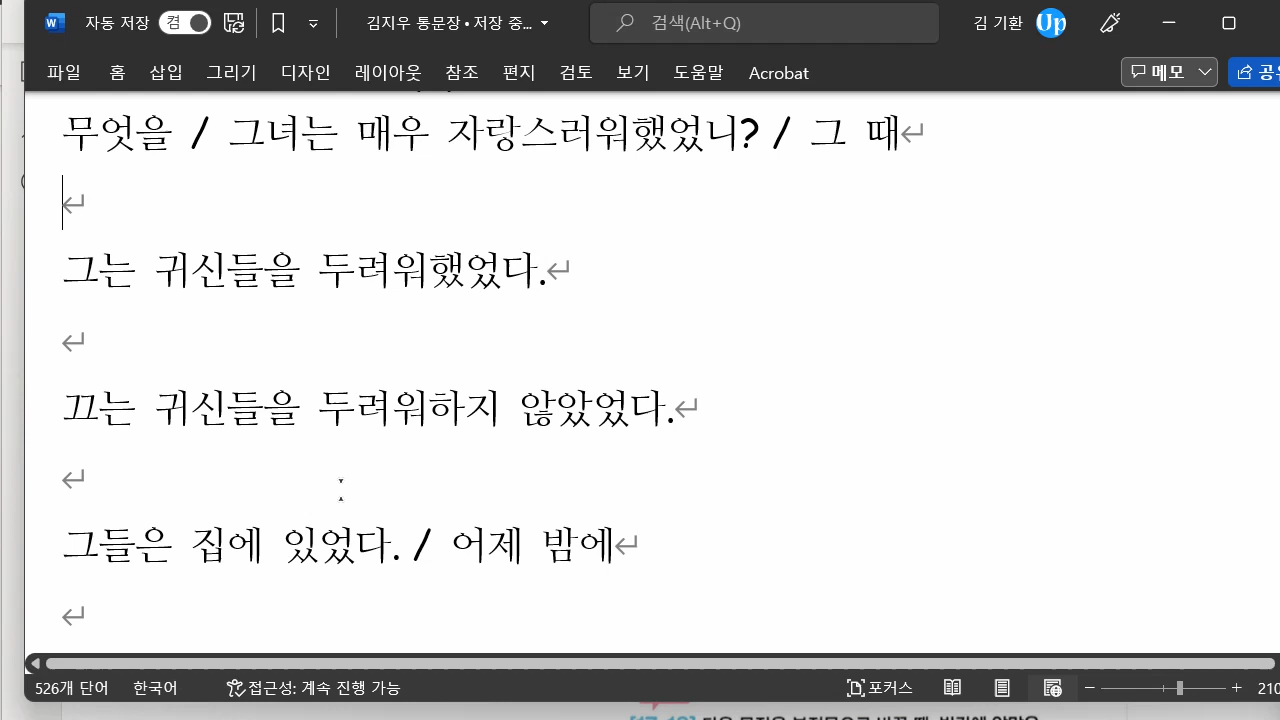 자동 저장 켬 김지우 통문장 • 저장 중... 검색(Alt+Q) 김 기환 Up
파일 홈 삽입 그리기 디자인 레이아웃 참조 편지 검토 보기 도움말 Acrobat 메모
무엇을 / 그녀는 매우 자랑스러워했었니? / 그 때
그는 귀신들을 두려워했었다.
끄는 귀신들을 두려워하지 않았었다.
그들은 집에 있었다. / 어제 밤에
526개 단어 한국어 접근성: 계속 진행 가능 포커스 210